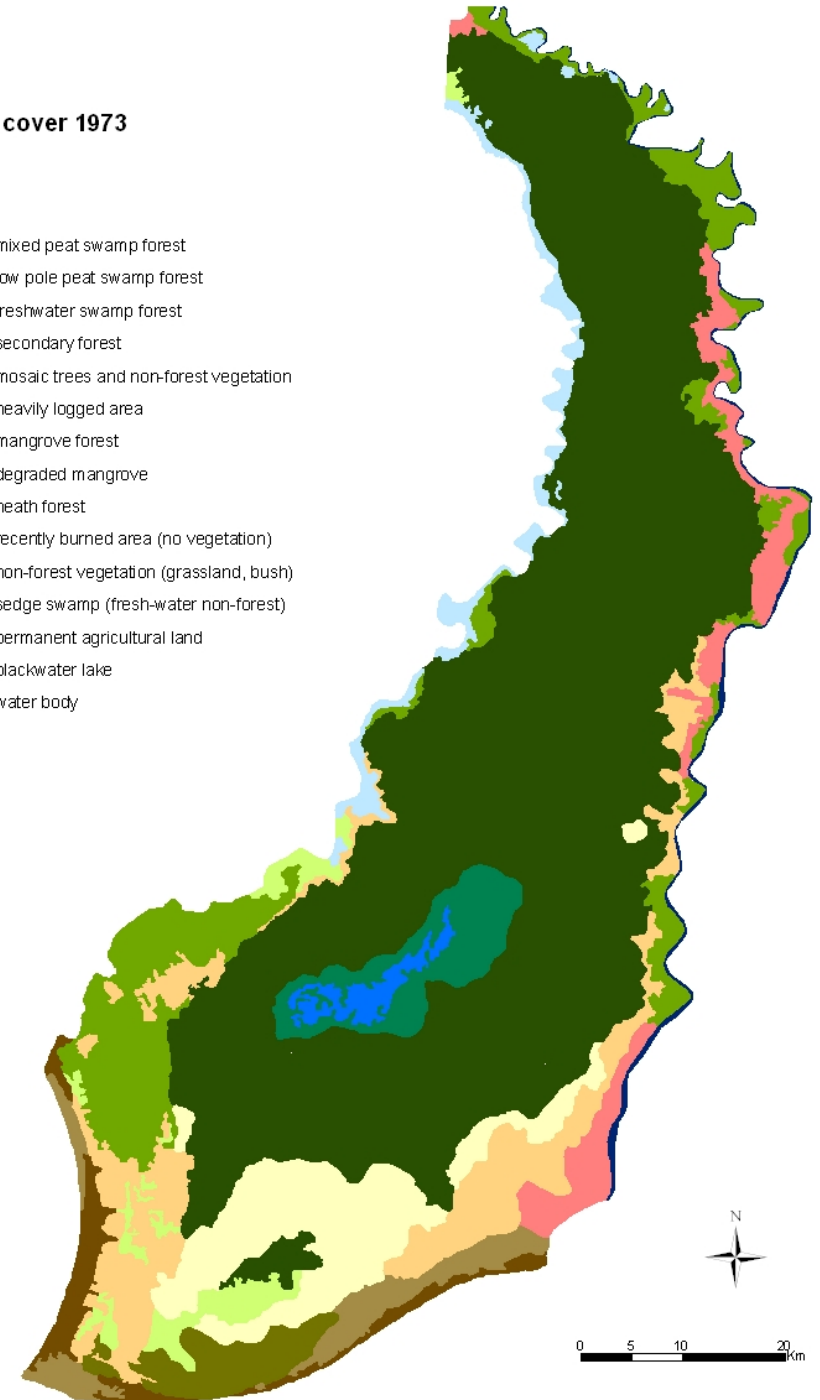 cover 1973
mixed peat swamp forest
low pole peat swamp forest
freshwater swamp forest
secondary forest
mosaic trees and non-forest vegetation
heavily logged area
mangrove forest
degraded mangrove
heath forest
recently burned area (no vegetation)
non-forest vegetation (grassland, bush)
sedge swamp (fresh-water non-forest)
permanent agricultural land
blackwater lake
water body
N
0 5 10 20
Km